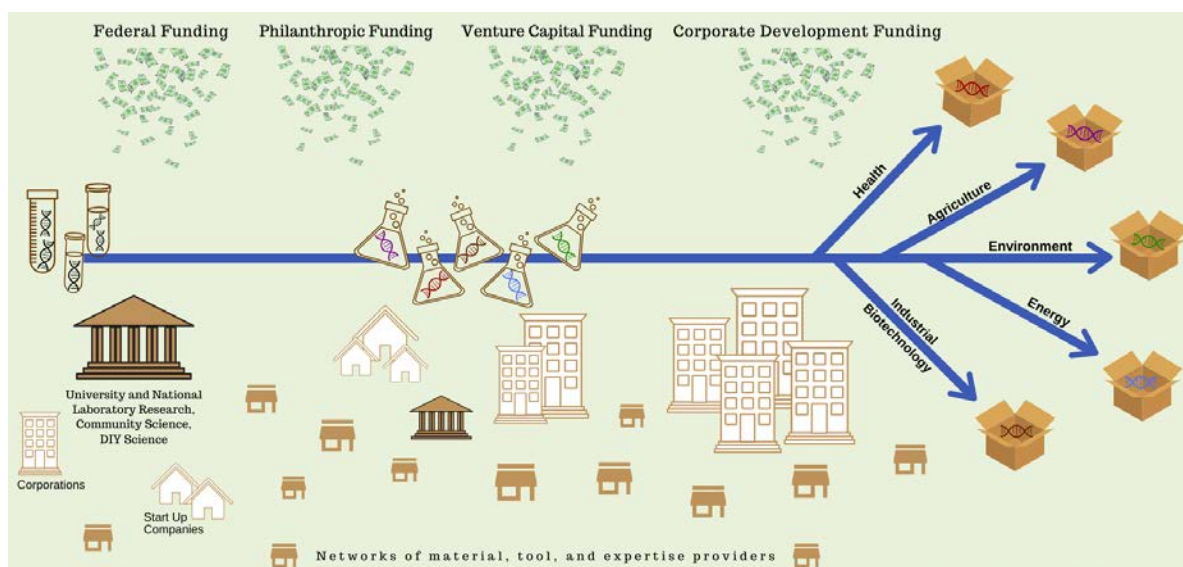 Federal Funding
Philanthropic Funding
Venture Capital Funding
Corporate Development Funding
Health
Agriculture
Environment
Energy
Industrial
Biotechnology
University and National
Laboratory Research,
Community Science,
DIY Science
Corporations
Start Up
Companies
Networks of material, tool, and expertise providers